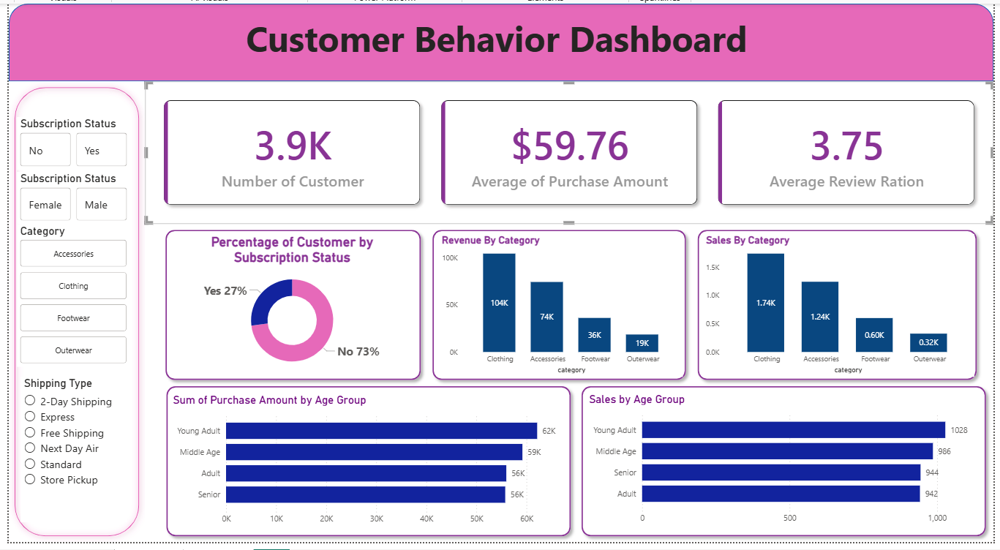 Customer Behavior Dashboard
Subscription Status
No
Yes
Subscription Status
Female
Male
Category
Accessories
Clothing
Footwear
Outerwear
Shipping Type
2-Day Shipping
Express
Free Shipping
Next Day Air
Standard
Store Pickup
3.9K
Number of Customer
$59.76
Average of Purchase Amount
3.75
Average Review Ration
Percentage of Customer by
Subscription Status
Yes 27%
No 73%
Revenue By Category
100K
50K
0K
104K
74K
36K
19K
Clothing
Accessories
Footwear
Outerwear
category
Sales By Category
1.5K
1.0K
0.5K
0.0K
1.74K
1.24K
0.60K
0.32K
Clothing
Accessories
Footwear
Outerwear
category
Sum of Purchase Amount by Age Group
Young Adult
62K
Middle Age
59K
Adult
56K
Senior
56K
0K
10K
20K
30K
40K
50K
60K
Sales by Age Group
Young Adult
1028
Middle Age
986
Senior
944
Adult
942
0
500
1,000